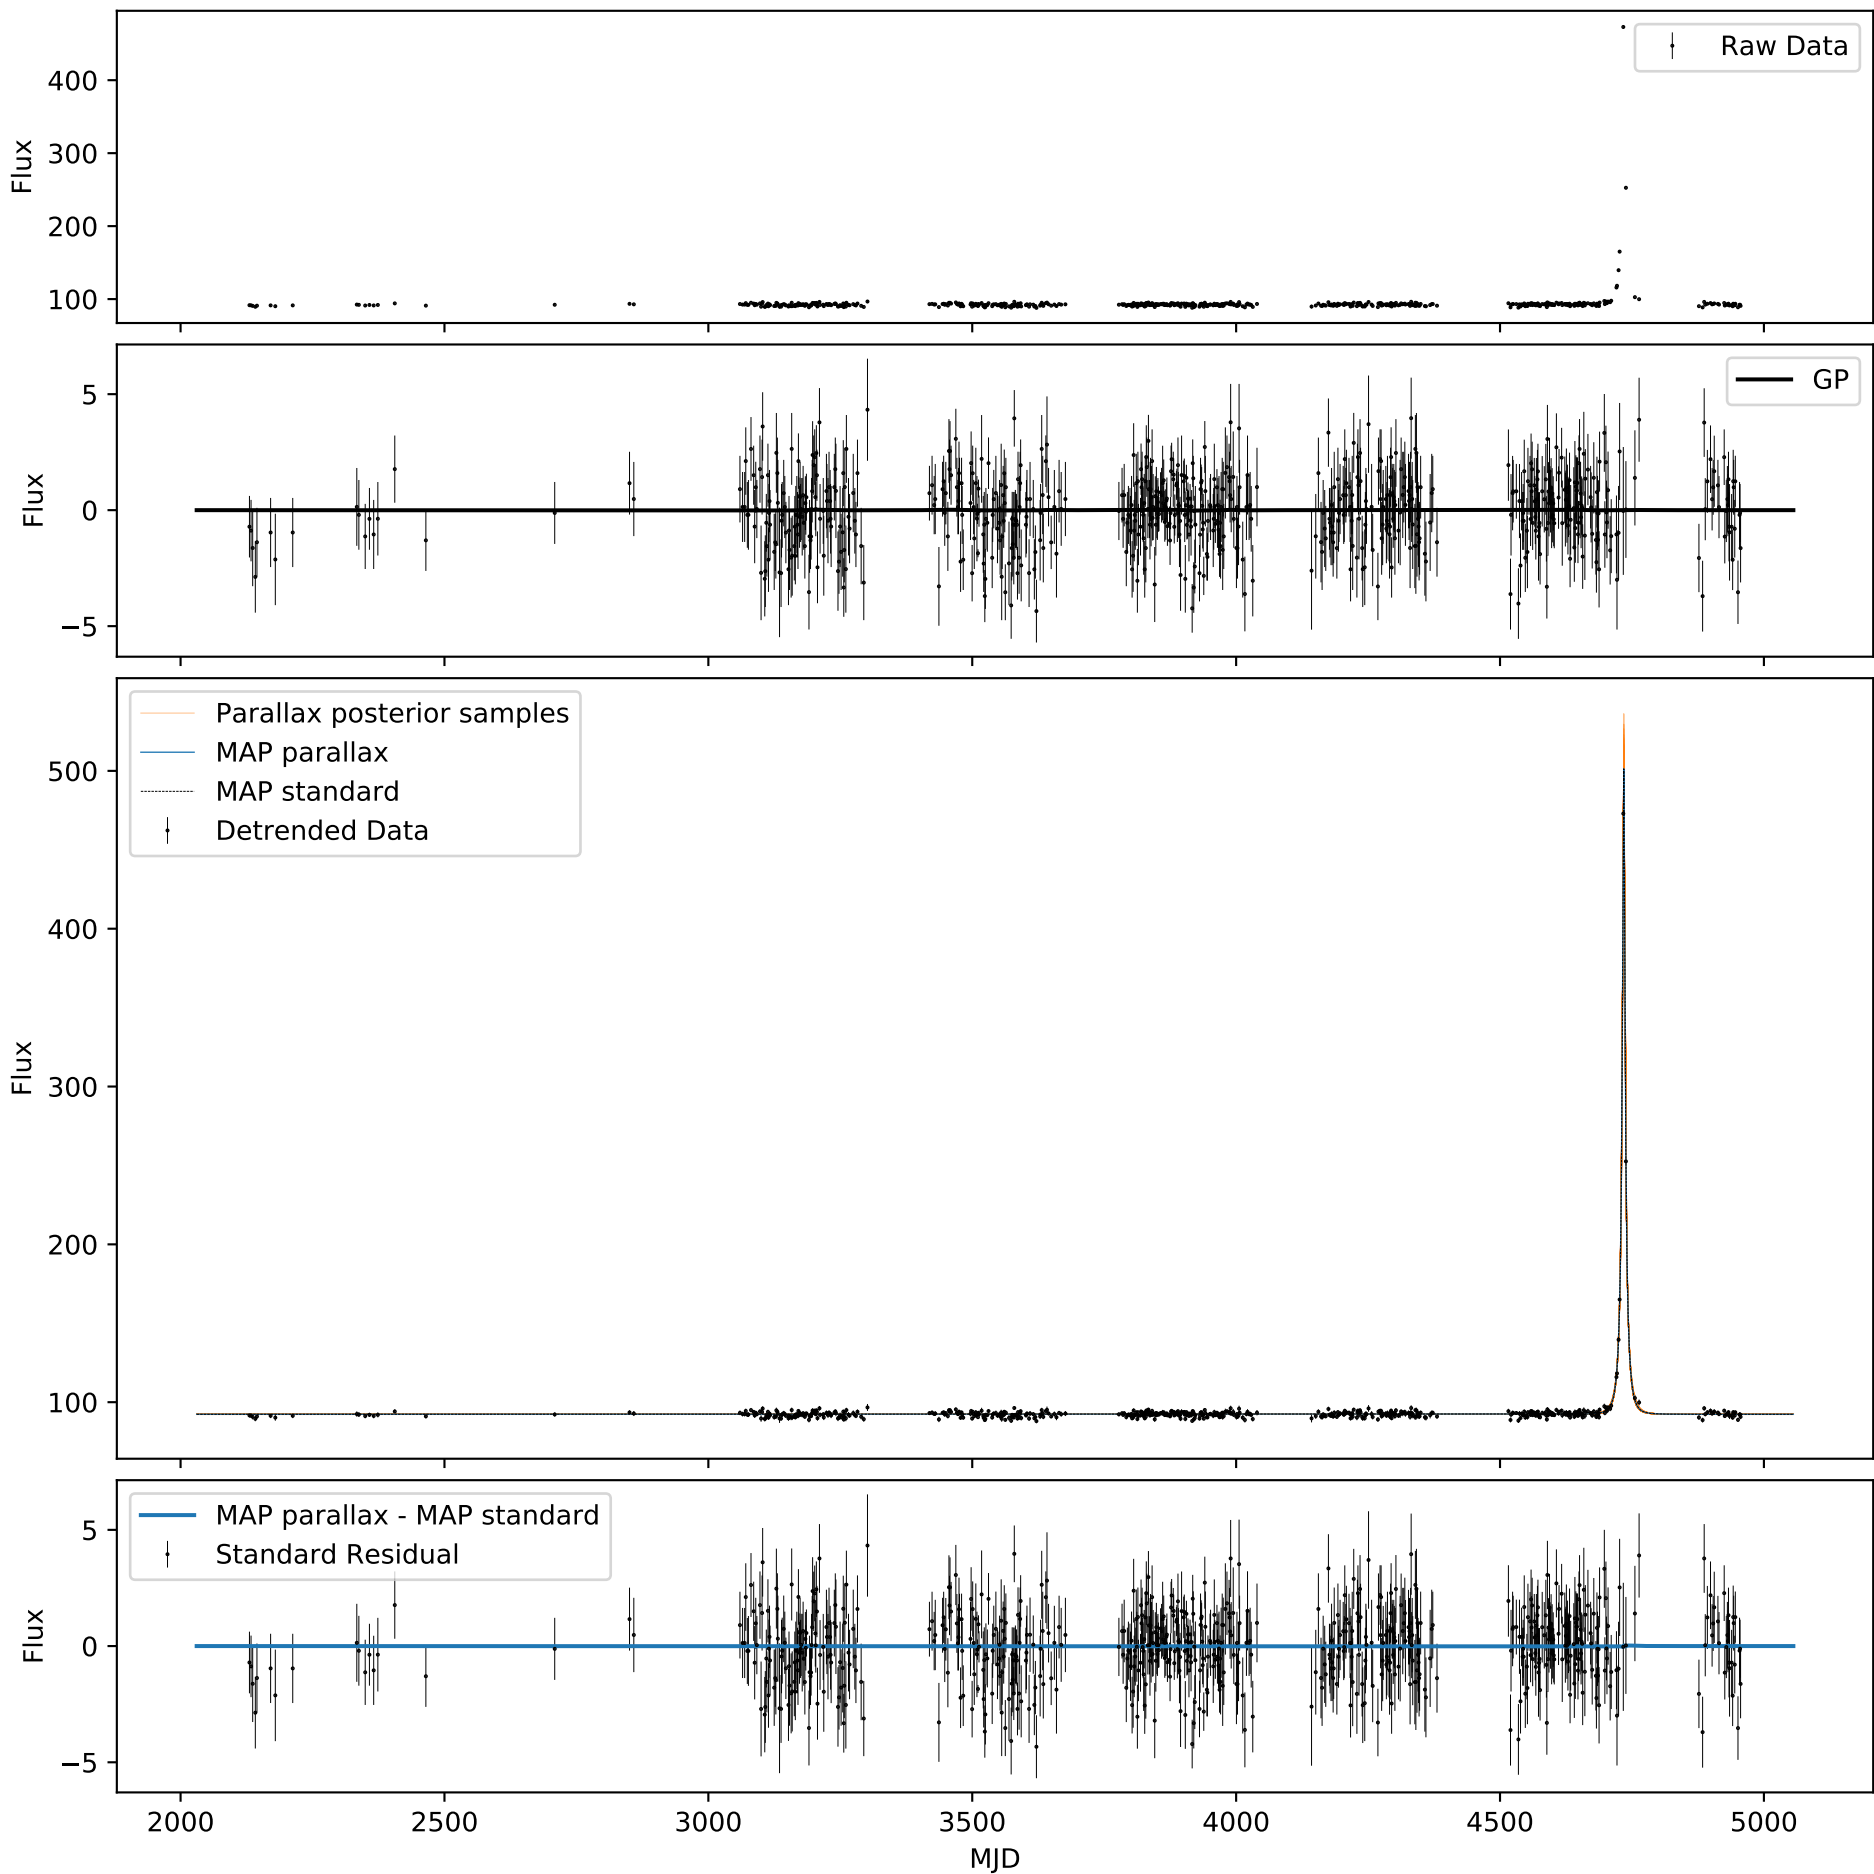 Flux
400
300
200
100
Raw Data
Flux
5
0
−5
GP
Flux
500
400
300
200
100
Parallax posterior samples
MAP parallax
MAP standard
Detrended Data
Flux
5
0
−5
MAP parallax - MAP standard
Standard Residual
2000 2500 3000 3500 4000 4500 5000
MJD